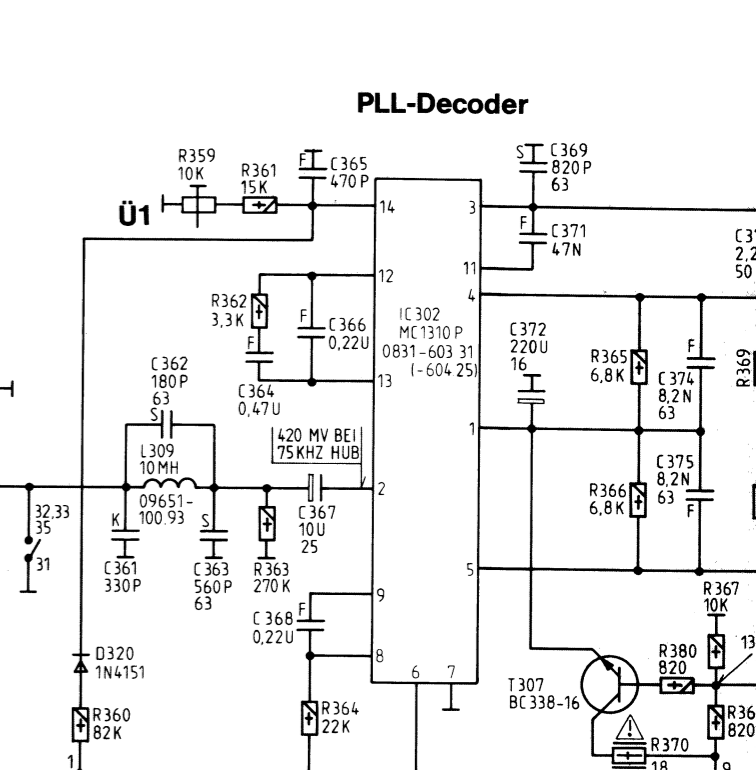 PLL-Decoder
R359
10K
R361
15K
F
C365
470P
S
C369
820P
63
Ü1
14
3
F
C371
47N
11
2,2
50
12
4
R362
3,3K
F
C366
0,22U
IC302
MC1310P
0831-603 31
(-604.25)
C372
220U
16
F
C364
0,47U
13
R365
6,8K
F
C374
8,2N
63
R369
C362
180P
63
S
420 MV BEI
75KHZ HUB
1
L309
10MH
09651-
100.93
2
C375
8,2N
63
F
R366
6,8K
32,33
35
31
K
C361
330P
S
C363
560P
63
R363
270K
C367
10U
25
5
9
F
C368
0,22U
8
R367
10K
6
7
13
D320
1N4151
R380
820
T307
BC338-16
R360
82K
R364
22K
820
R370
18
1
9